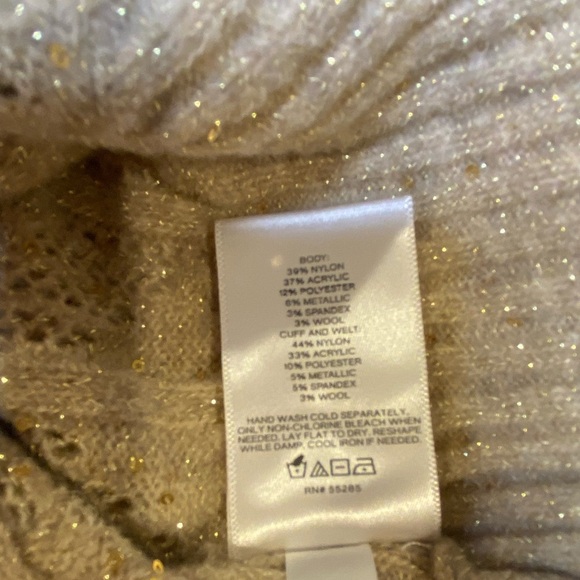 BODY:
39% NYLON
37% ACRYLIC
12% POLYESTER
6% METALLIC
3% SPANDEX
3% WOOL
CUFF AND WELT:
44% NYLON
33% ACRYLIC
10% POLYESTER
5% METALLIC
5% SPANDEX
3% WOOL
HAND WASH COLD SEPARATELY,
ONLY NON-CHLORINE BLEACH WHEN
NEEDED. LAY FLAT TO DRY. RESHAPE
WHILE DAMP. COOL IRON IF NEEDED.
RN# 55285